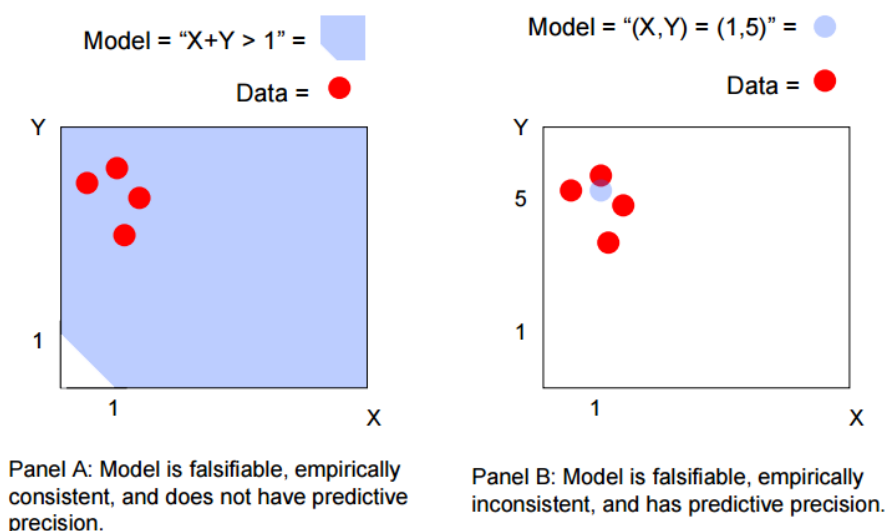 Model = “X+Y > 1” =
Data =
Y
1
1
X
Panel A: Model is falsifiable, empirically
consistent, and does not have predictive
precision.
Model = “(X,Y) = (1,5)” =
Data =
Y
5
1
1
X
Panel B: Model is falsifiable, empirically
inconsistent, and has predictive precision.